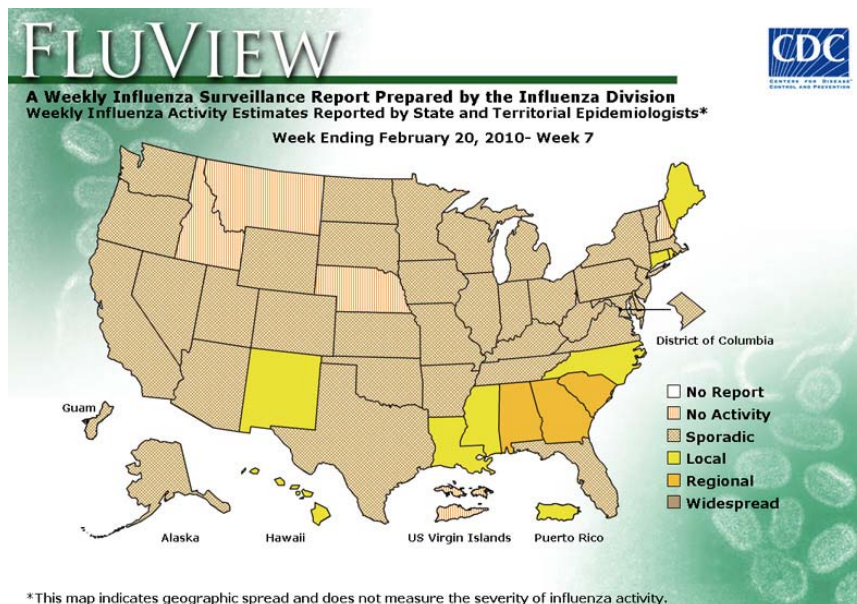 FLUVIEW
CDC
CENTERS FOR DISEASE
CONTROL AND PREVENTION
A Weekly Influenza Surveillance Report Prepared by the Influenza Division
Weekly Influenza Activity Estimates Reported by State and Territorial Epidemiologists*
Week Ending February 20, 2010- Week 7
District of Columbia
No Report
No Activity
Sporadic
Local
Regional
Widespread
Guam
Alaska
Hawaii
US Virgin Islands
Puerto Rico
*This map indicates geographic spread and does not measure the severity of influenza activity.